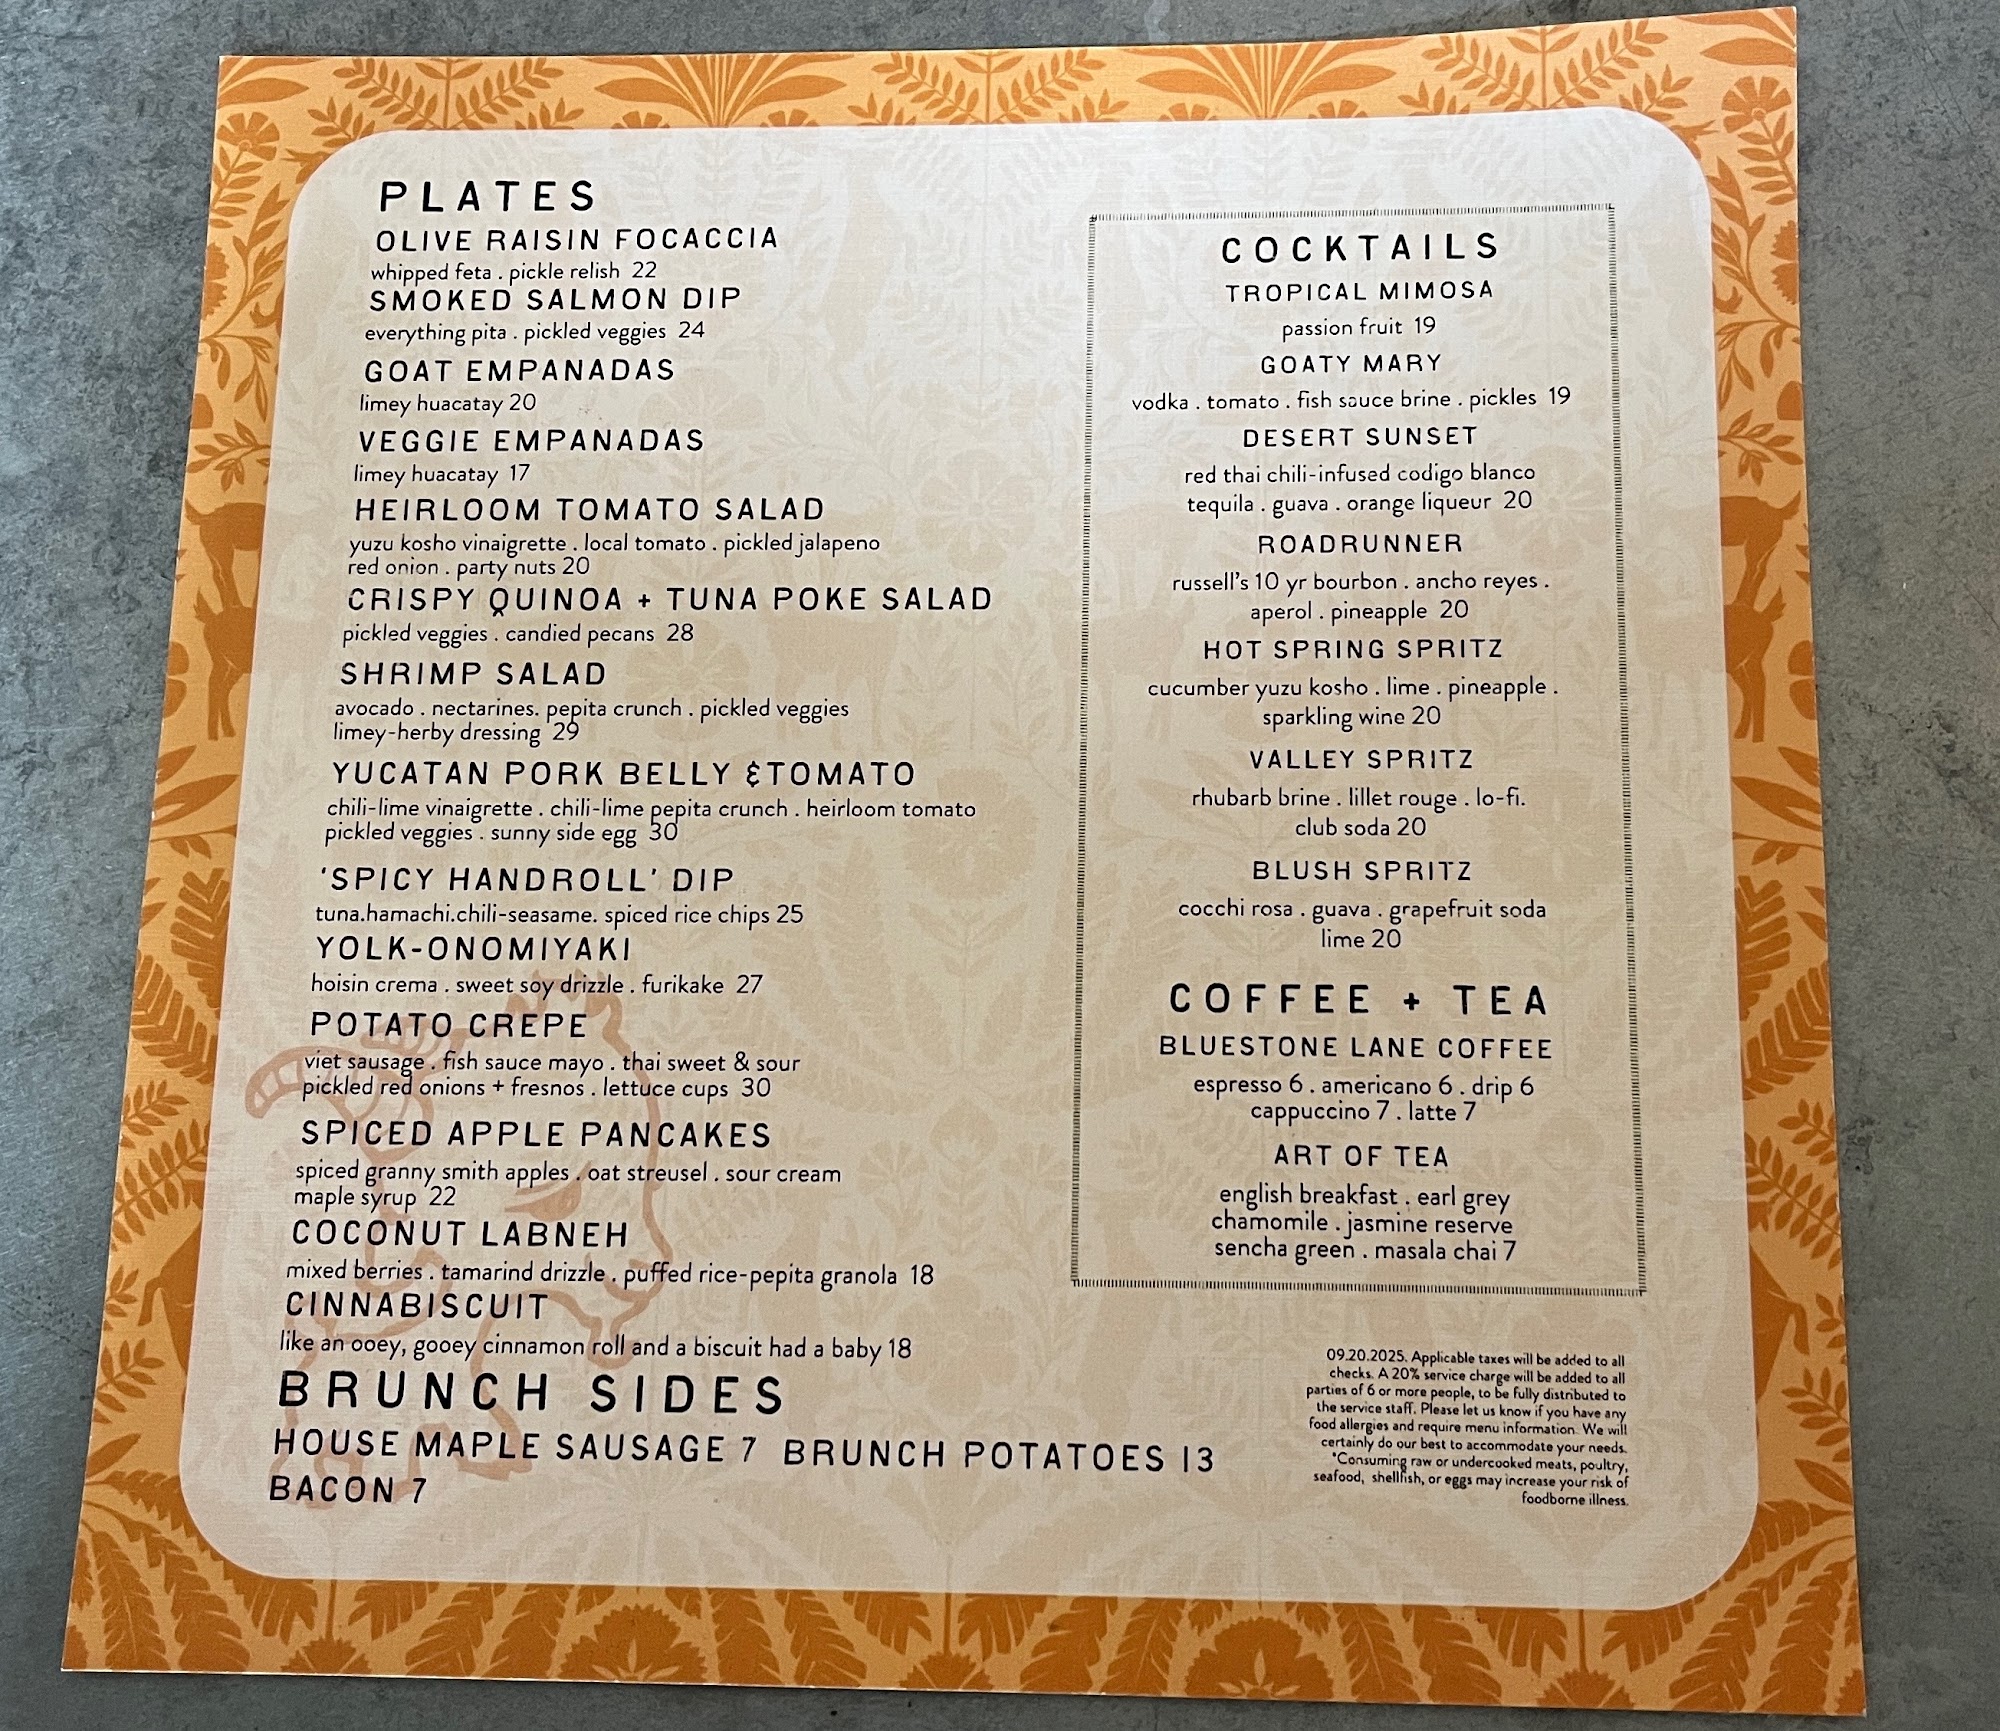 PLATES
OLIVE RAISIN FOCACCIA
whipped feta . pickle relish 22
SMOKED SALMON DIP
everything pita . pickled veggies 24
GOAT EMPANADAS
limey huacatay 20
VEGGIE EMPANADAS
limey huacatay 17
HEIRLOOM TOMATO SALAD
yuzu kosho vinaigrette . local tomato . pickled jalapeno
red onion . party nuts 20
CRISPY QUINOA + TUNA POKE SALAD
pickled veggies . candied pecans 28
SHRIMP SALAD
avocado . nectarines. pepita crunch . pickled veggies
limey-herby dressing 29
YUCATAN PORK BELLY &TOMATO
chili-lime vinaigrette . chili-lime pepita crunch . heirloom tomato
pickled veggies . sunny side egg 30
'SPICY HANDROLL' DIP
tuna.hamachi.chili-seasame. spiced rice chips 25
YOLK-ONOMIYAKI
hoisin crema . sweet soy drizzle . furikake 27
POTATO CREPE
viet sausage . fish sauce mayo . thai sweet & sour
pickled red onions + fresnos . lettuce cups 30
SPICED APPLE PANCAKES
spiced granny smith apples . oat streusel . sour cream
maple syrup 22
COCONUT LABNEH
mixed berries . tamarind drizzle . puffed rice-pepita granola 18
CINNABISCUIT
like an ooey, gooey cinnamon roll and a biscuit had a baby 18
BRUNCH SIDES
HOUSE MAPLE SAUSAGE 7 BRUNCH POTATOES 13
BACON 7
COCKTAILS
TROPICAL MIMOSA
passion fruit 19
GOATY MARY
vodka . tomato . fish sauce brine . pickles 19
DESERT SUNSET
red thai chili-infused codigo blanco
tequila . guava . orange liqueur 20
ROADRUNNER
russell's 10 yr bourbon . ancho reyes .
aperol . pineapple 20
HOT SPRING SPRITZ
cucumber yuzu kosho . lime . pineapple .
sparkling wine 20
VALLEY SPRITZ
rhubarb brine . lillet rouge . lo-fi.
club soda 20
BLUSH SPRITZ
cocchi rosa . guava . grapefruit soda
lime 20
COFFEE + TEA
BLUESTONE LANE COFFEE
espresso 6 . americano 6 . drip 6
cappuccino 7 . latte 7
ART OF TEA
english breakfast . earl grey
chamomile . jasmine reserve
sencha green . masala chai 7
09.20.2025. Applicable taxes will be added to all
checks. A 20% service charge will be added to all
parties of 6 or more people, to be fully distributed to
the service staff. Please let us know if you have any
food allergies and require menu information. We will
certainly do our best to accommodate your needs.
*Consuming raw or undercooked meats, poultry,
seafood, shellfish, or eggs may increase your risk of
foodborne illness.